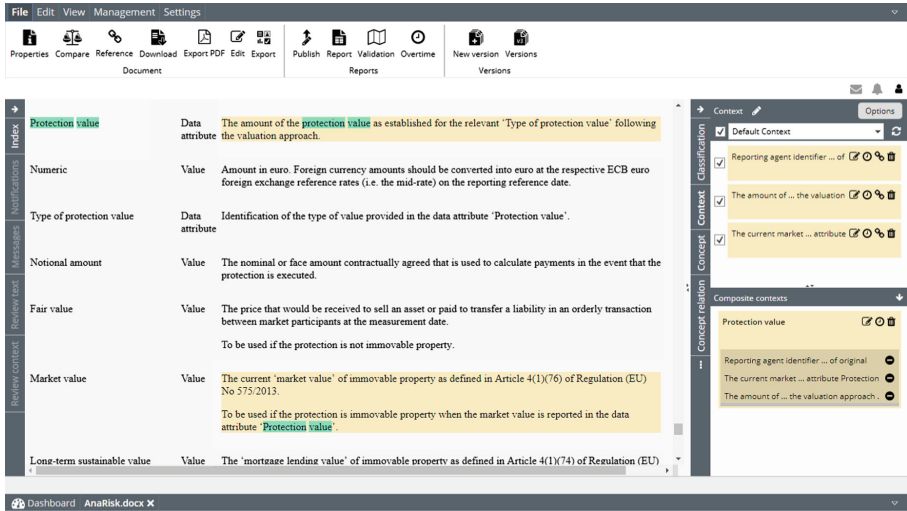 File Edit View Management Settings
Properties Compare Reference Download Export PDF Edit Export Publish Report Validation Overtime New version Versions
Document Reports Versions
Index
Notifications
Messages
Review text
Review context
Protection value Data attribute The amount of the protection value as established for the relevant ‘Type of protection value’ following
the valuation approach.
Numeric Value Amount in euro. Foreign currency amounts should be converted into euro at the respective ECB euro
foreign exchange reference rates (i.e. the mid-rate) on the reporting reference date.
Type of protection value Data attribute Identification of the type of value provided in the data attribute ‘Protection value’.
Notional amount Value The nominal or face amount contractually agreed that is used to calculate payments in the event that the
protection is executed.
Fair value Value The price that would be received to sell an asset or paid to transfer a liability in an orderly transaction
between market participants at the measurement date.
To be used if the protection is not immovable property.
Market value Value The current ‘market value’ of immovable property as defined in Article 4(1)(76) of Regulation (EU)
No 575/2013.
To be used if the protection is immovable property when the market value is reported in the data
attribute ‘Protection value’.
Long-term sustainable value Value The ‘mortgage lending value’ of immovable property as defined in Article 4(1)(74) of Regulation (EU)
Classification
Context
Concept
Concept relation
Context Options
Default Context
Reporting agent identifier ... of
The amount of ... the valuation
The current market ... attribute
Composite contexts
Protection value
Reporting agent identifier ... of original
The current market ... attribute Protection
The amount of ... the valuation approach .
Dashboard AnaRisk.docx X